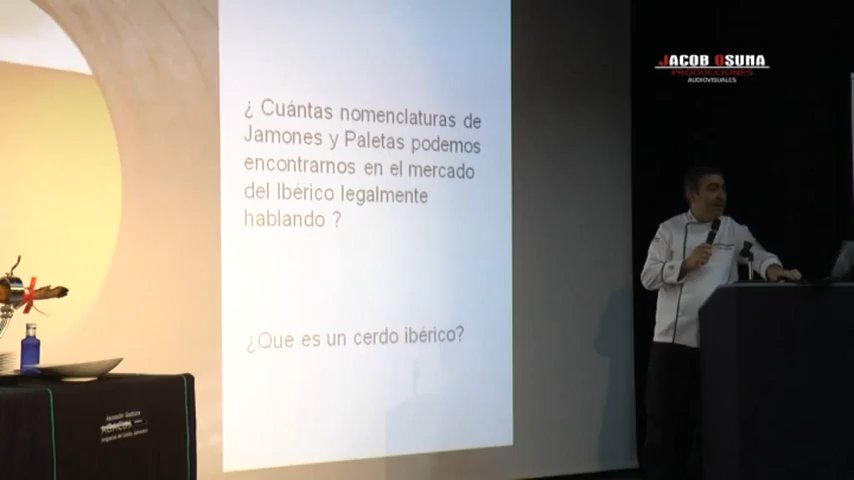 JACOB OSUNA
PRODUCCIONES
AUDIOVISUALES
¿ Cuántas nomenclaturas de
Jamones y Paletas podemos
encontrarnos en el mercado
del Ibérico legalmente
hablando ?
¿Que es un cerdo ibérico?